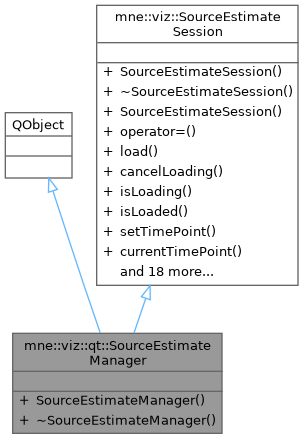 mne::viz::SourceEstimate
Session
+ SourceEstimateSession()
+ ~SourceEstimateSession()
+ SourceEstimateSession()
+ operator=()
+ load()
+ cancelLoading()
+ isLoading()
+ isLoaded()
+ setTimePoint()
+ currentTimePoint()
and 18 more...
QObject
mne::viz::qt::SourceEstimate
Manager
+ SourceEstimateManager()
+ ~SourceEstimateManager()